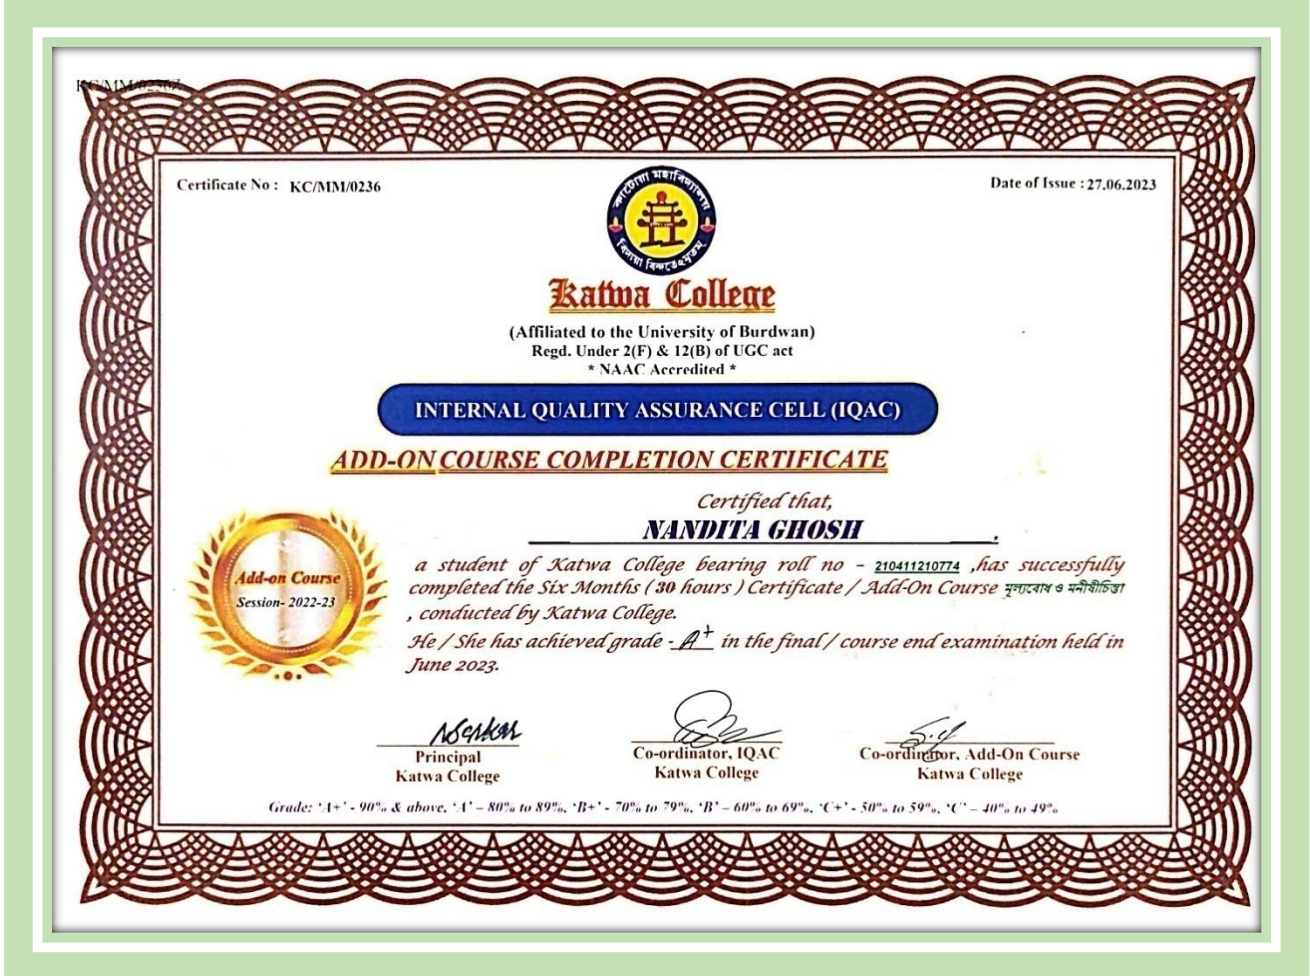 Certificate No : KC/MM/0236
Date of Issue : 27.06.2023
কাটোয়া মহাবিদ্যালয়
Katwa College
(Affiliated to the University of Burdwan)
Regd. Under 2(F) & 12(B) of UGC act
* NAAC Accredited *
INTERNAL QUALITY ASSURANCE CELL (IQAC)
ADD-ON COURSE COMPLETION CERTIFICATE
Certified that,
NANDITA GHOSH ,
a student of Katwa College bearing roll no - 210411210774 ,has successfully
completed the Six Months ( 30 hours ) Certificate / Add-On Course মূল্যবোধ ও মনীষীচিন্তা
, conducted by Katwa College.
He / She has achieved grade - A+ in the final / course end examination held in
June 2023.
Add-on Course
Session- 2022-23
Principal
Katwa College
Co-ordinator, IQAC
Katwa College
Co-ordinator, Add-On Course
Katwa College
Grade: 'A+' - 90% & above, 'A' – 80% to 89%, 'B+' - 70% to 79%, 'B' – 60% to 69%, 'C+' - 50% to 59%, 'C' – 40% to 49%